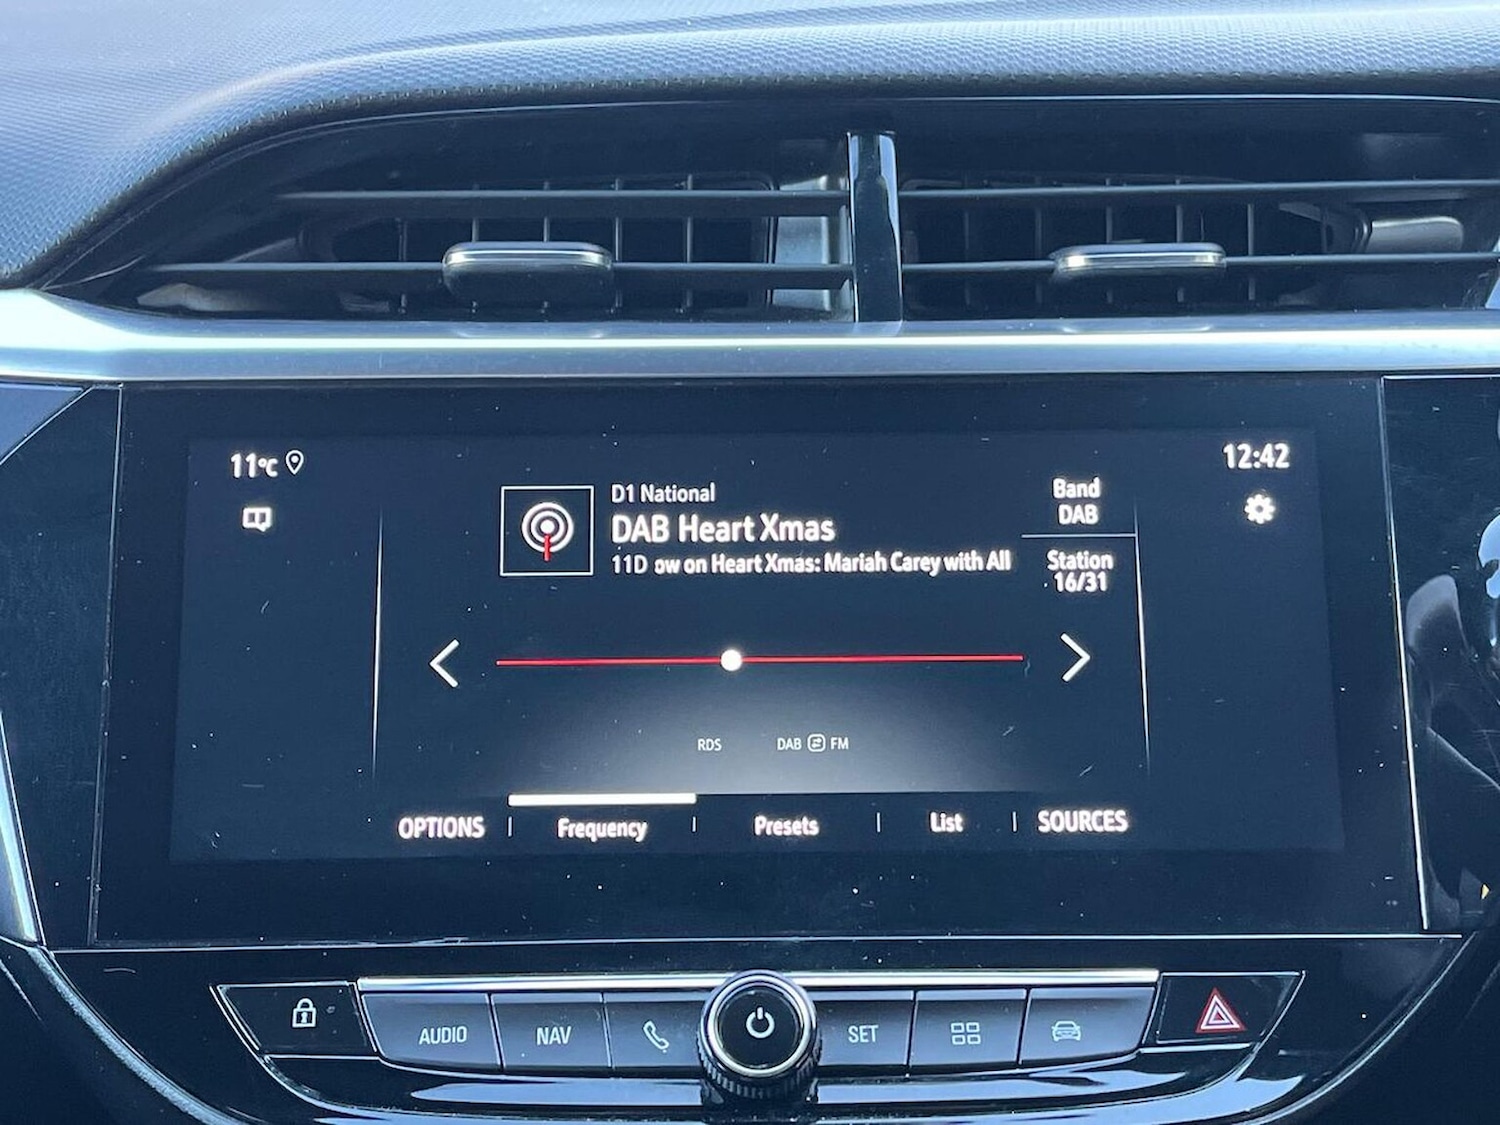 11°C
12:42
D1 National
DAB Heart Xmas
11D ow on Heart Xmas: Mariah Carey with All
Band
DAB
Station
16/31
RDS
DAB FM
OPTIONS
Frequency
Presets
List
SOURCES
AUDIO
NAV
SET